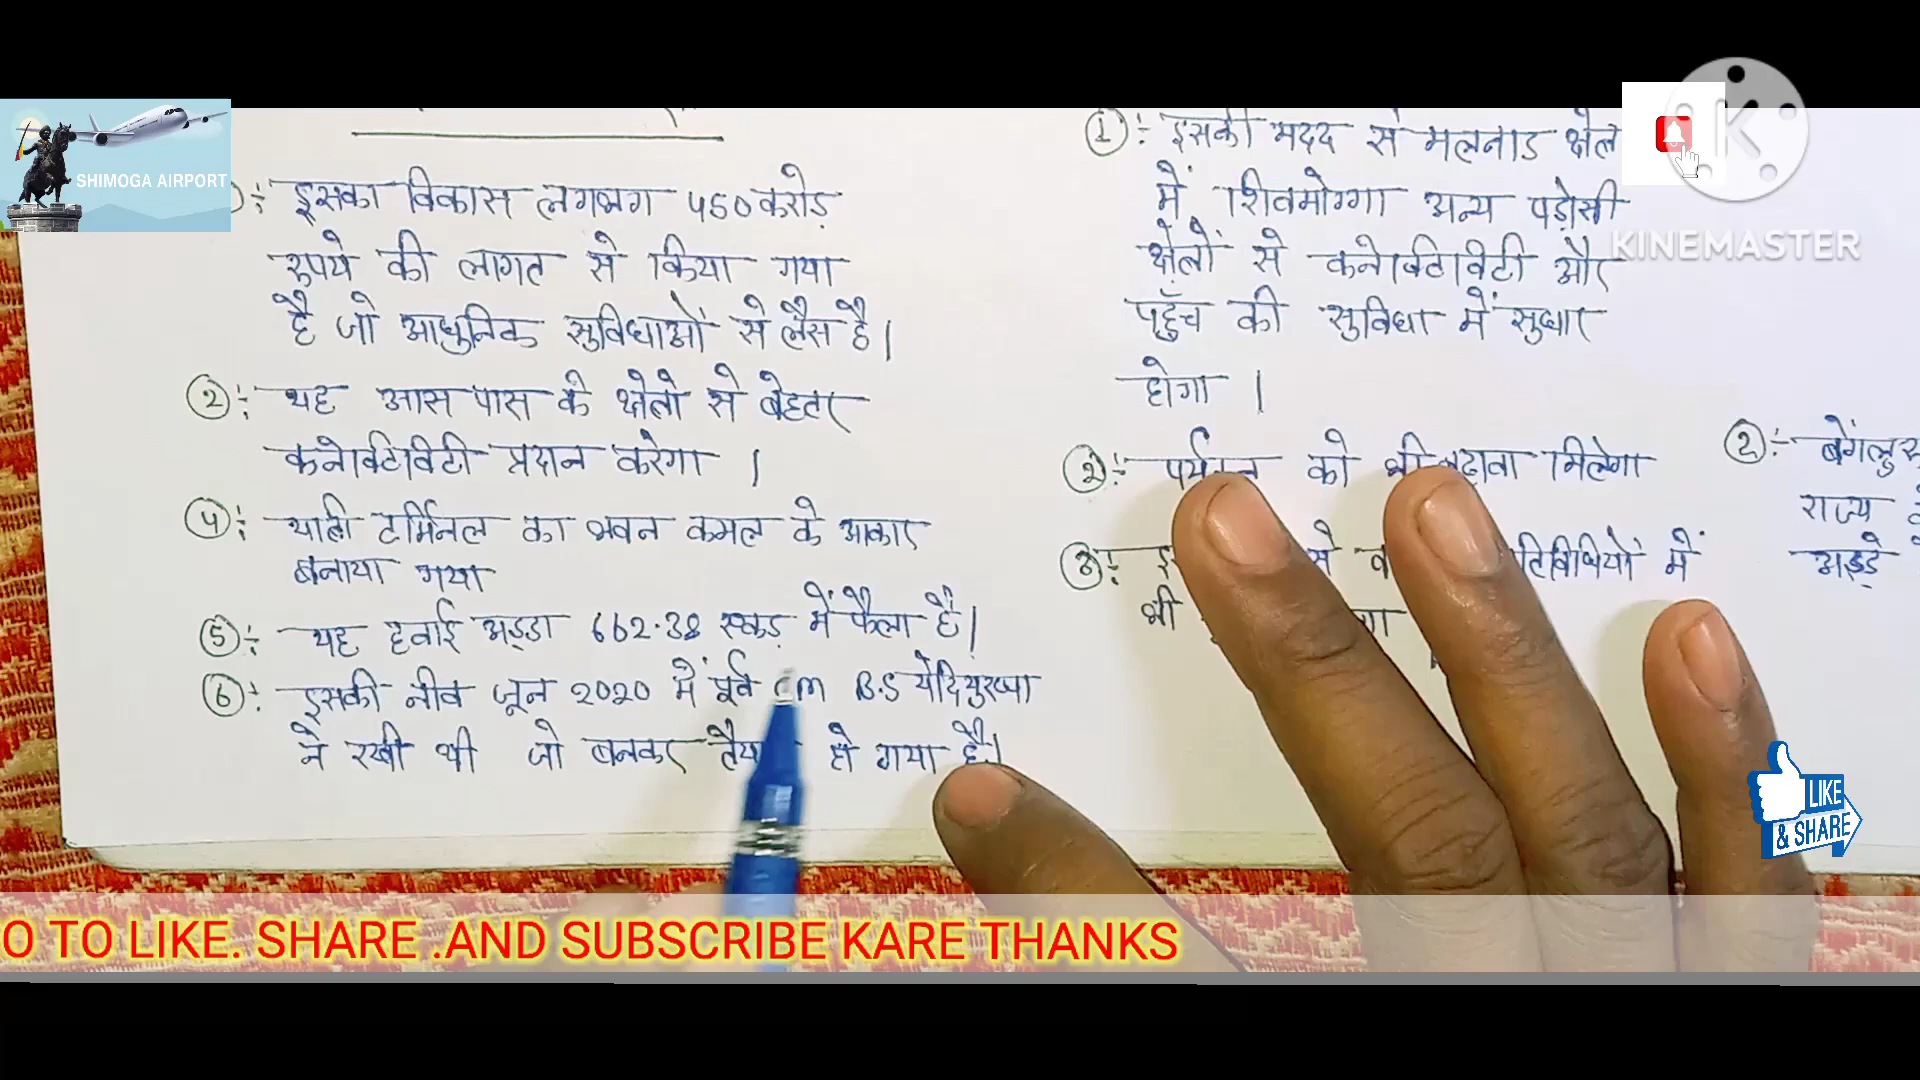 SHIMOGA AIRPORT
इसका विकास लगभग 450 करोड़
रुपये की लागत से किया गया
है जो आधुनिक सुविधाओं से लैस है।
② ÷ यह आस पास के क्षेत्रो से बेहतर
कनेक्टिविटी प्रदान करेगा ।
④ ÷ यात्री टर्मिनल का भवन कमल के आकार
बनाया गया
⑤ ÷ यह हवाई अड्डा 662.38 एकड़ में फैला है।
⑥ ÷ इसकी नीव जून 2020 में पूर्व CM B.S येदियुरप्पा
ने रखी थी जो बनकर हो गया है।
① ÷ इसकी मदद से मलनाड क्षेत्र
में शिवमोग्गा अन्य पड़ोसी
क्षेत्रों से कनेक्टिविटी और
पहुँच की सुविधा में सुधार
होगा ।
② ÷ को भी मिलेगा
③ ÷ से में
भी
② ÷
राज्य
अड्डे
KINEMASTER
LIKE
& SHARE
O TO LIKE. SHARE .AND SUBSCRIBE KARE THANKS